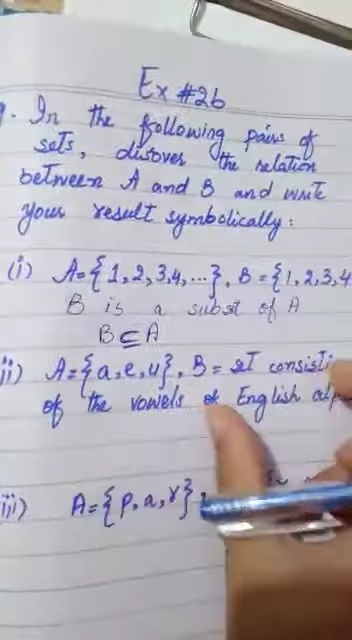 Ex #2b
In the following pairs of
sets, disover the relation
between A and B and write
your result symbolically:
(i) A={1,2,3,4,...}, B={1,2,3,4
B is a subset of A
B⊆A
ii) A={a,e,u}, B= set consisti
of the vowels of English alp
iii) A={p,a,r},